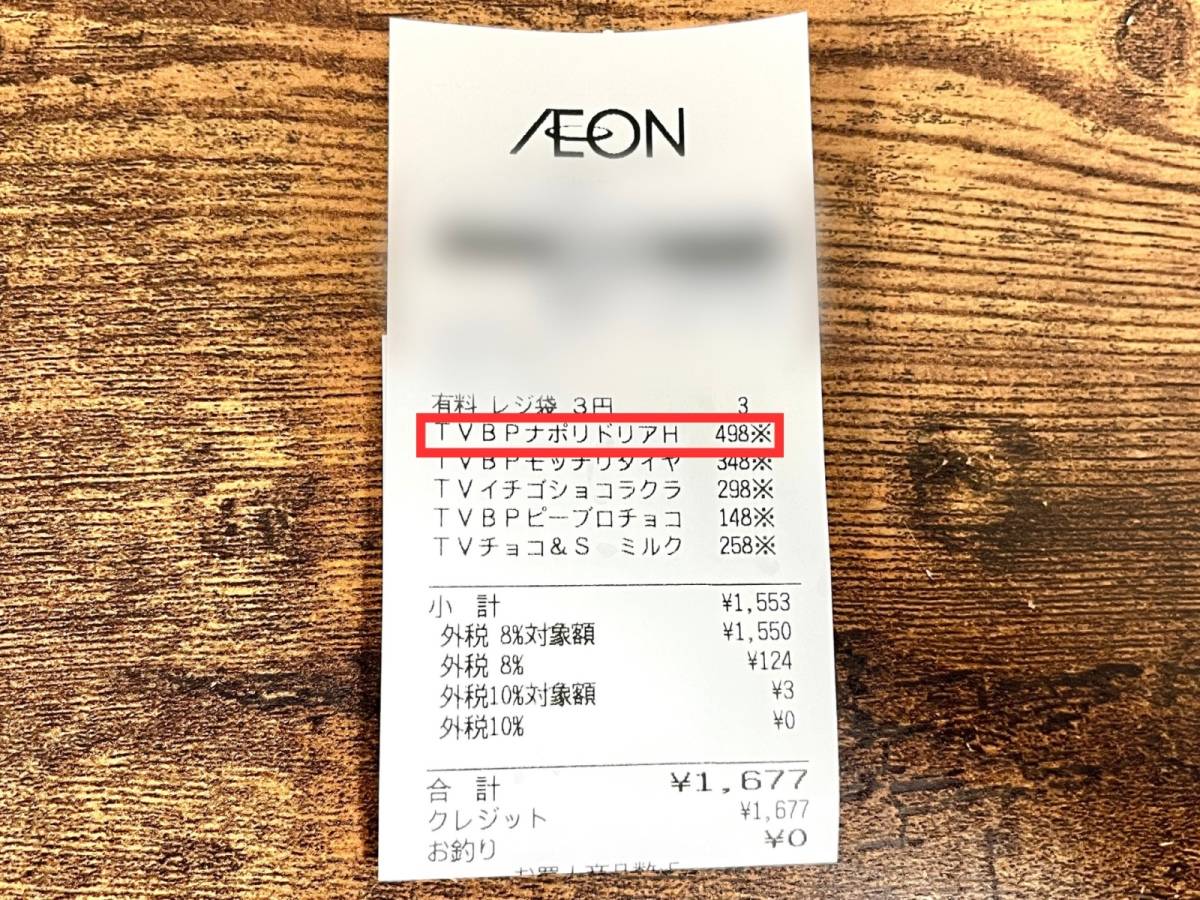 ÆON
有料 レジ袋 3円 3
TVBPナポリドリアH 498※
TVBPモッチリダイヤ 348※
TVイチゴショコラクラ 298※
TVBPピーブロチョコ 148※
TVチョコ&S ミルク 258※
小 計 ¥1,553
外税 8%対象額 ¥1,550
外税 8% ¥124
外税10%対象額 ¥3
外税10% ¥0
合 計 ¥1,677
クレジット ¥1,677
お釣り ¥0